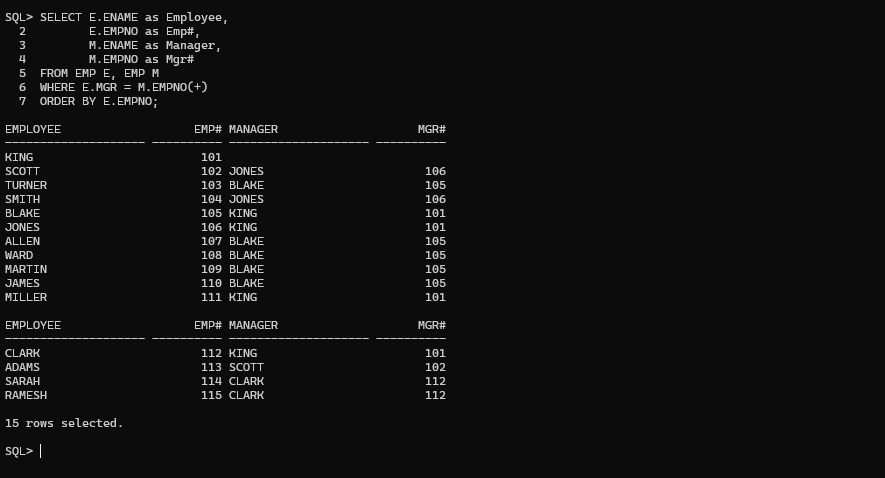 SQL> SELECT E.ENAME as Employee,
  2         E.EMPNO as Emp#,
  3         M.ENAME as Manager,
  4         M.EMPNO as Mgr#
  5  FROM EMP E, EMP M
  6  WHERE E.MGR = M.EMPNO(+)
  7  ORDER BY E.EMPNO;
EMPLOYEE                   EMP# MANAGER                    MGR#
-------------------- ---------- -------------------- ----------
KING                        101
SCOTT                       102 JONES                       106
TURNER                      103 BLAKE                       105
SMITH                       104 JONES                       106
BLAKE                       105 KING                        101
JONES                       106 KING                        101
ALLEN                       107 BLAKE                       105
WARD                        108 BLAKE                       105
MARTIN                      109 BLAKE                       105
JAMES                       110 BLAKE                       105
MILLER                      111 KING                        101
EMPLOYEE                   EMP# MANAGER                    MGR#
-------------------- ---------- -------------------- ----------
CLARK                       112 KING                        101
ADAMS                       113 SCOTT                       102
SARAH                       114 CLARK                       112
RAMESH                      115 CLARK                       112
15 rows selected.
SQL>